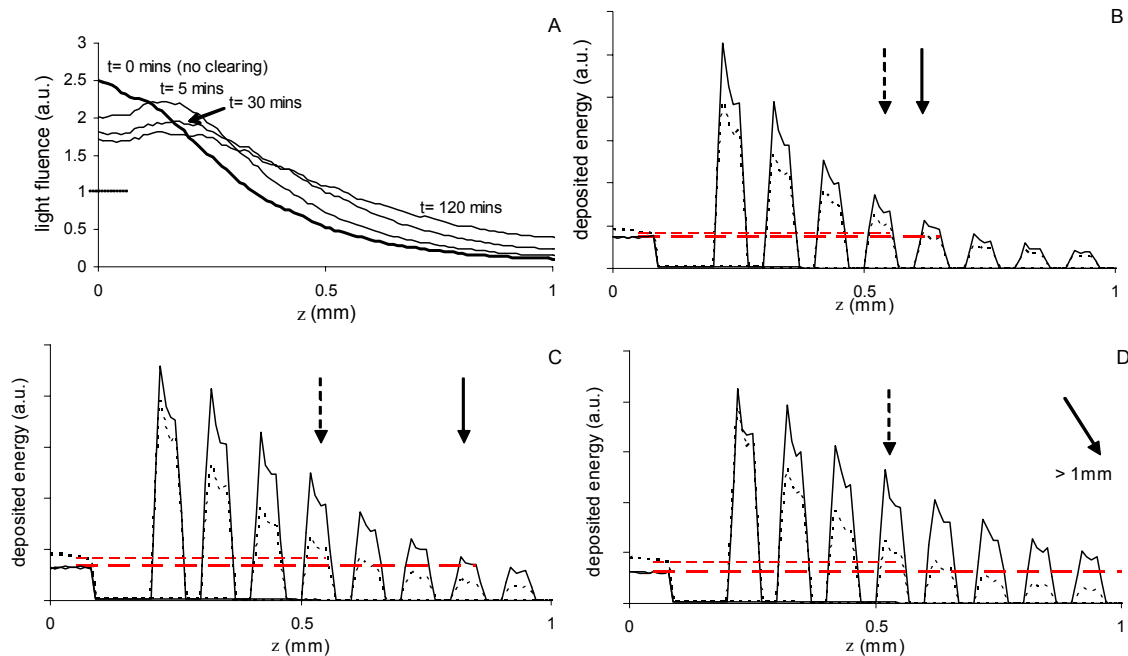 A
3
t= 0 mins (no clearing)
2.5
t= 5 mins
t= 30 mins
2
1.5
1
0.5
0
t= 120 mins
light fluence (a.u.)
0
0.5
1
z (mm)
B
deposited energy (a.u.)
0
0.5
1
z (mm)
C
deposited energy (a.u.)
0
0.5
1
z (mm)
D
> 1mm
deposited energy (a.u.)
0
0.5
1
z (mm)